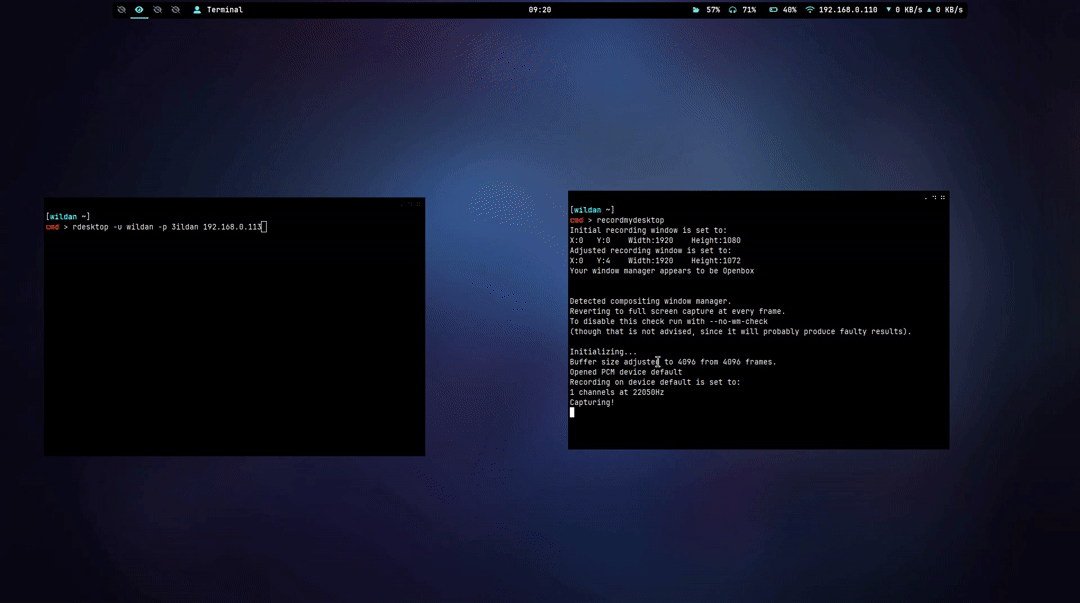 Terminal
09:20
57% 71% 40% 192.168.0.110 ▼ 0 KB/s ▲ 0 KB/s
[wildan ~]
cmd > rdesktop -u wildan -p 3ildan 192.168.0.113
[wildan ~]
cmd > recordmydesktop
Initial recording window is set to:
X:0   Y:0    Width:1920    Height:1080
Adjusted recording window is set to:
X:0   Y:4    Width:1920    Height:1072
Your window manager appears to be Openbox
Detected compositing window manager.
Reverting to full screen capture at every frame.
To disable this check run with --no-wm-check
(though that is not advised, since it will probably produce faulty results).
Initializing...
Buffer size adjusted to 4096 from 4096 frames.
Opened PCM device default
Recording on device default is set to:
1 channels at 22050Hz
Capturing!